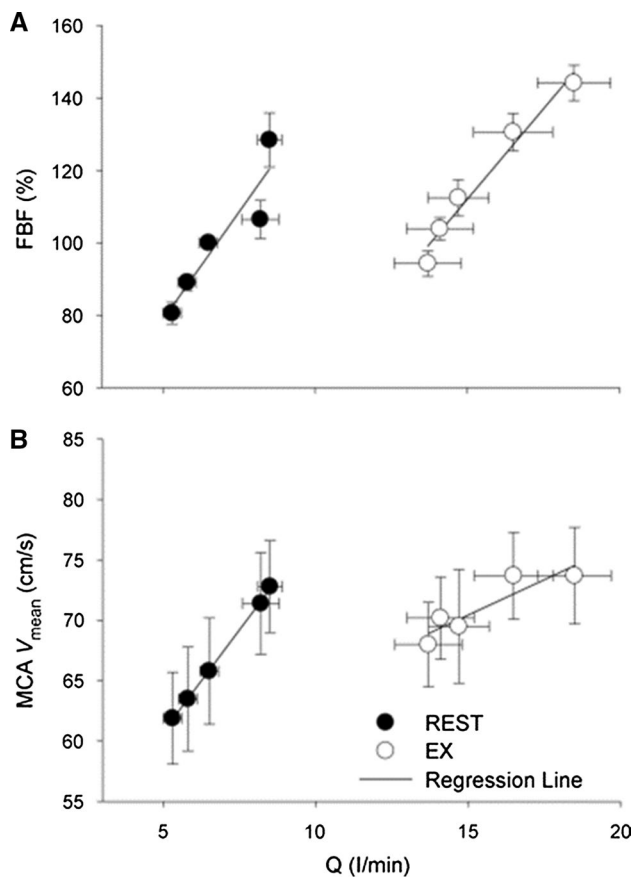 A
160
140
120
100
80
60
FBF (%)
B
85
80
75
70
65
60
55
MCA Vmean (cm/s)
REST
EX
Regression Line
5 10 15 20
Q (l/min)